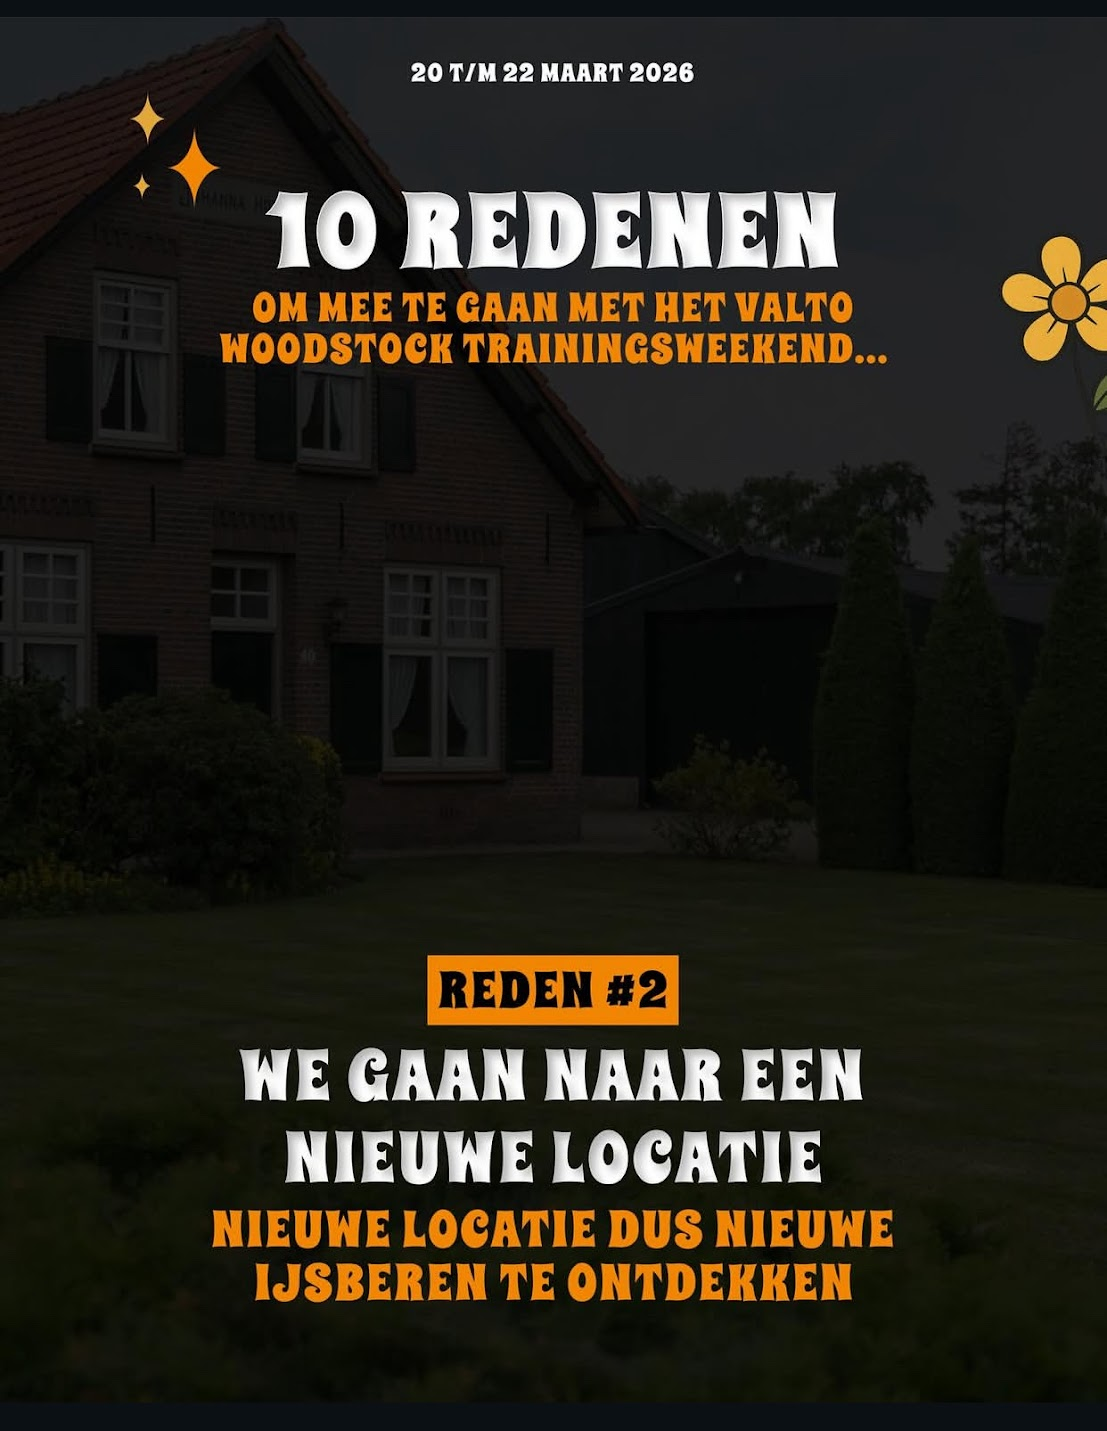 20 T/M 22 MAART 2026
10 REDENEN
OM MEE TE GAAN MET HET VALTO
WOODSTOCK TRAININGSWEEKEND...
40
REDEN #2
WE GAAN NAAR EEN
NIEUWE LOCATIE
NIEUWE LOCATIE DUS NIEUWE
IJSBEREN TE ONTDEKKEN